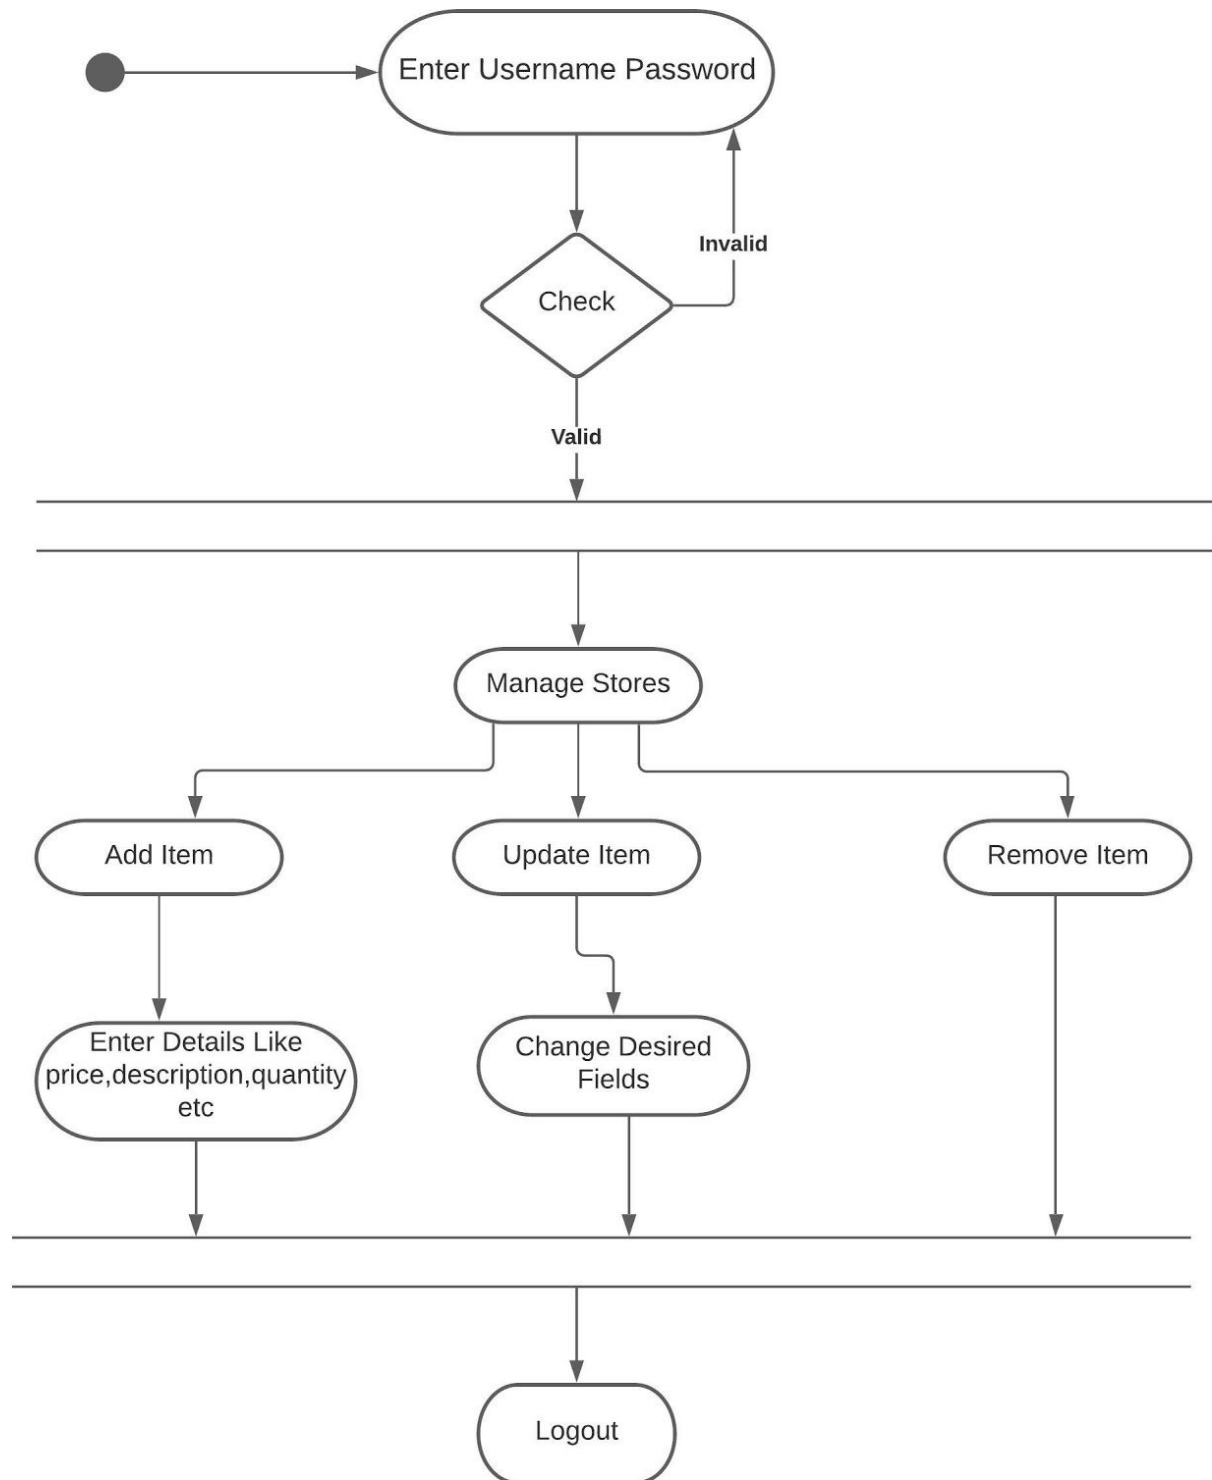 Enter Username Password
Invalid
Check
Valid
Manage Stores
Add Item
Update Item
Remove Item
Enter Details Like
price,description,quantity
etc
Change Desired
Fields
Logout